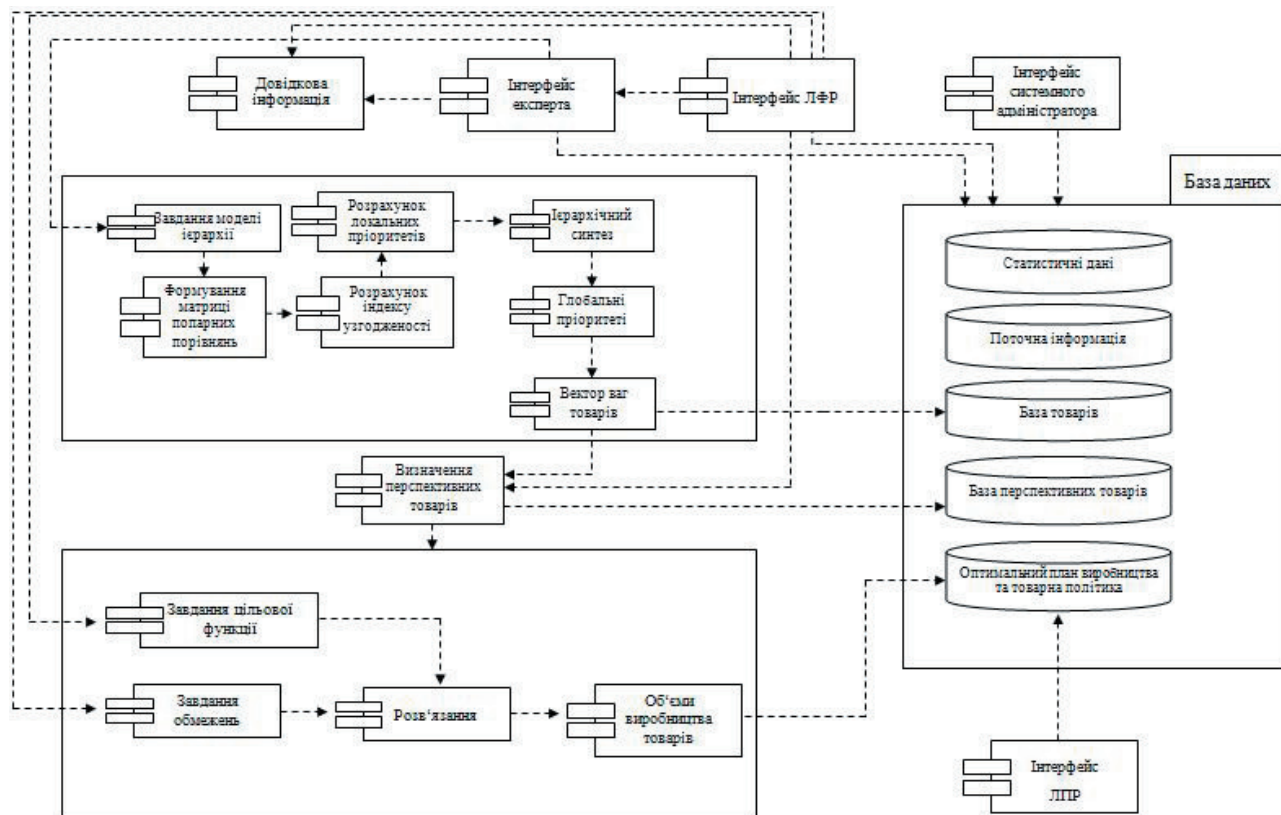 Довідкова
інформація
Інтерфейс
експерта
Інтерфейс ЛФР
Інтерфейс
системного
адміністратора
База даних
Завдання моделі
ієрархії
Розрахунок
локальних
пріоритетів
Ієрархічний
синтез
Формування
матриці
попарних
порівнянь
Розрахунок
індексу
узгодженості
Глобальні
пріоритеті
Вектор ваг
товарів
Статистичні дані
Поточна інформація
База товарів
База перспективних товарів
Оптимальний план виробництва
та товарна політика
Визначення
перспективних
товарів
Завдання цільової
функції
Завдання
обмежень
Розв‘язання
Об‘єми
виробництва
товарів
Інтерфейс
ЛПР